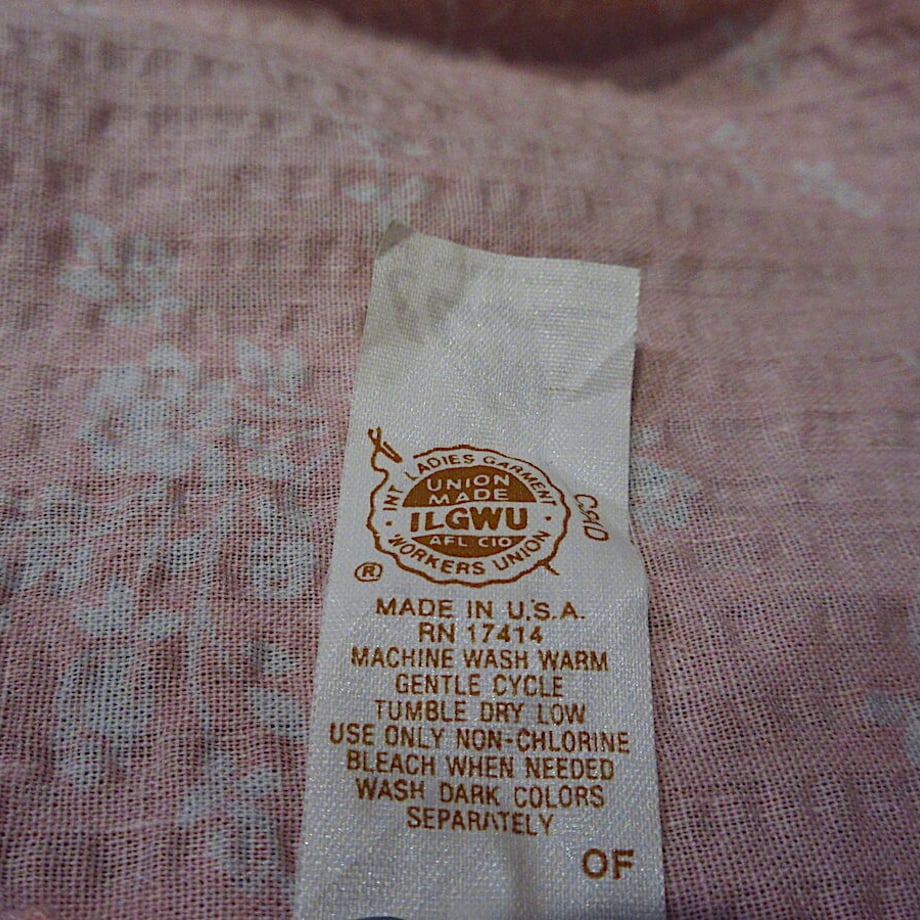 INT LADIES GARMENT
UNION
MADE
ILGWU
AFL CIO
WORKERS UNION
®
MADE IN U.S.A.
RN 17414
MACHINE WASH WARM
GENTLE CYCLE
TUMBLE DRY LOW
USE ONLY NON-CHLORINE
BLEACH WHEN NEEDED
WASH DARK COLORS
SEPARATELY
OF